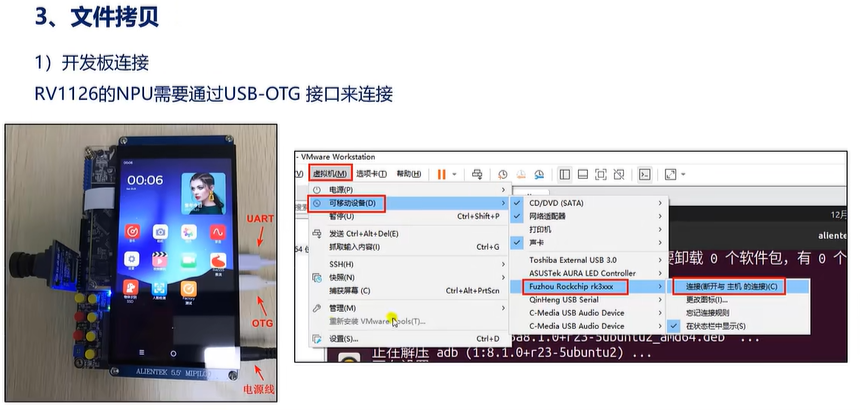 3、文件拷贝
1）开发板连接
RV1126的NPU需要通过USB-OTG 接口来连接
00:06
UART
OTG
电源线
ALIENTEK 5.5' MIPILCD
- VMware Workstation
虚拟机(M) 选项卡(T) 帮助(H)
电源(P)
可移动设备(D)
暂停(U) Ctrl+Shift+P
发送 Ctrl+Alt+Del(E)
抓取输入内容(I) Ctrl+G
SSH(H)
快照(N)
捕获屏幕 (C) Ctrl+Alt+PrtScn
管理(M)
重新安装 VMware Tools(T)...
设置(S)... Ctrl+D
CD/DVD (SATA)
网络适配器
打印机
声卡
Toshiba External USB 3.0
ASUSTek AURA LED Controller
Fuzhou Rockchip rk3xxx
QinHeng USB Serial
C-Media USB Audio Device
C-Media USB Audio Device
连接(断开与 主机 的连接)(C)
更改图标(I)...
忘记连接规则
在状态栏中显示(S)
12月
aliente
要卸载 0 个软件包，有 0 个
8.1.0+r23-5ubuntu2_amd64.deb ...
正在解压 adb (1:8.1.0+r23-5ubuntu2) ...